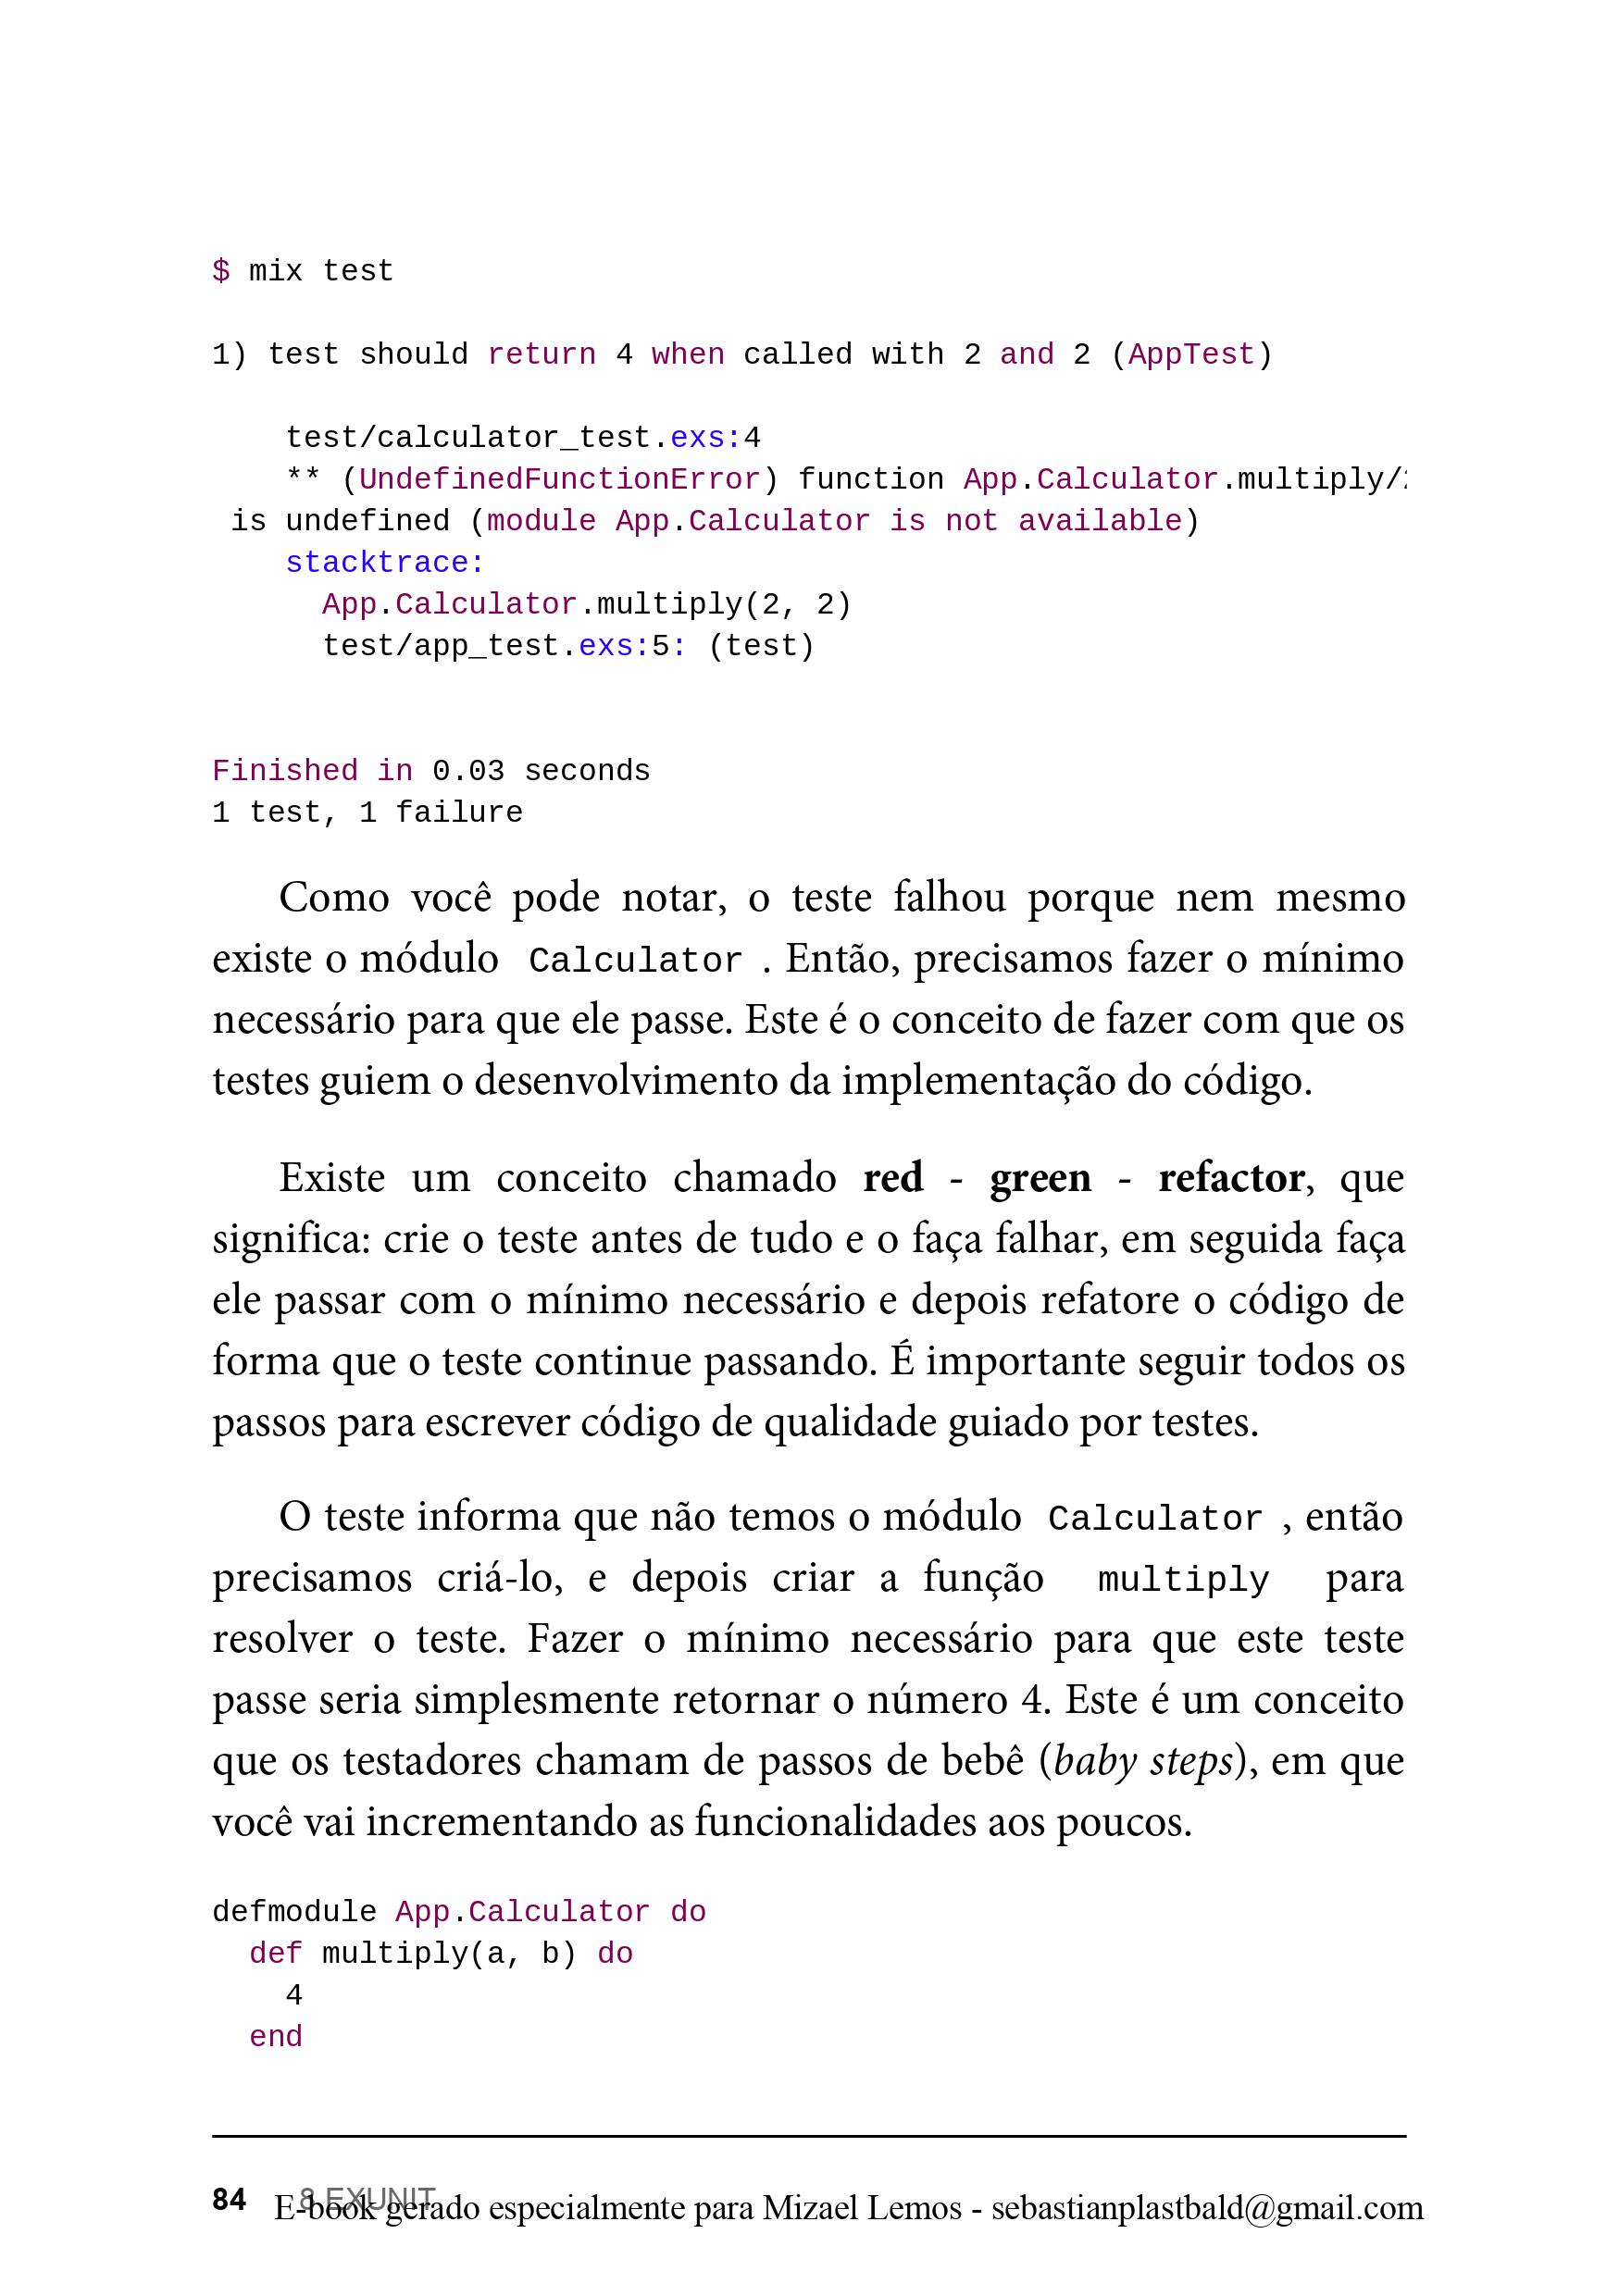 $ mix test
1) test should return 4 when called with 2 and 2 (AppTest)
test/calculator_test.exs:4
** (UndefinedFunctionError) function App.Calculator.multiply/2
is undefined (module App.Calculator is not available)
stacktrace:
App.Calculator.multiply(2, 2)
test/app_test.exs:5: (test)
Finished in 0.03 seconds
1 test, 1 failure
Como você pode notar, o teste falhou porque nem mesmo
existe o módulo Calculator . Então, precisamos fazer o mínimo
necessário para que ele passe. Este é o conceito de fazer com que os
testes guiem o desenvolvimento da implementação do código.
Existe um conceito chamado red - green - refactor, que
significa: crie o teste antes de tudo e o faça falhar, em seguida faça
ele passar com o mínimo necessário e depois refatore o código de
forma que o teste continue passando. É importante seguir todos os
passos para escrever código de qualidade guiado por testes.
O teste informa que não temos o módulo Calculator , então
precisamos criá-lo, e depois criar a função multiply para
resolver o teste. Fazer o mínimo necessário para que este teste
passe seria simplesmente retornar o número 4. Este é um conceito
que os testadores chamam de passos de bebê (baby steps), em que
você vai incrementando as funcionalidades aos poucos.
defmodule App.Calculator do
def multiply(a, b) do
4
end
84 8 EXUNIT
E-book gerado especialmente para Mizael Lemos - sebastianplastbald@gmail.com